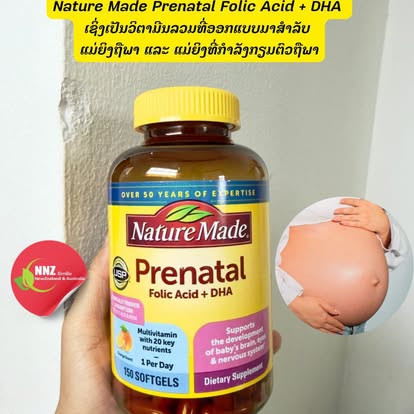 Nature Made Prenatal Folic Acid + DHA
ເຊິ່ງເປັນວິຕາມິນລວມທີ່ອອກແບບມາສຳລັບ
ແມ່ຍິງຖືພາ ແລະ ແມ່ຍິງທີ່ກຳລັງກຽມຕົວຖືພາ
OVER 50 YEARS OF EXPERTISE
Nature Made
USP
Prenatal
Folic Acid + DHA
Multivitamin
with 20 key
nutrients
1 Per Day
150 SOFTGELS
Supports
the development
of baby's brain, eyes
& nervous system
Dietary Supplement
NNZ
NewZealand & Australia